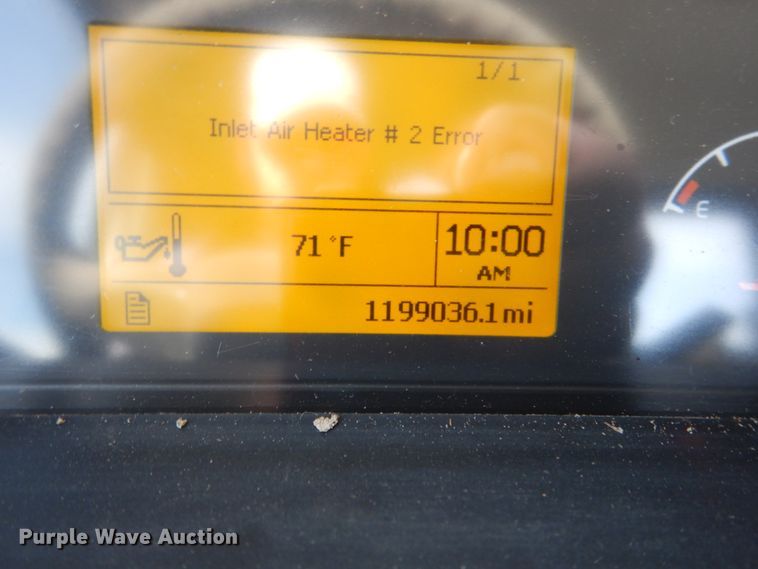 1/1
Inlet Air Heater # 2 Error
71°F
10:00
AM
1199036.1 mi
E
Purple Wave Auction